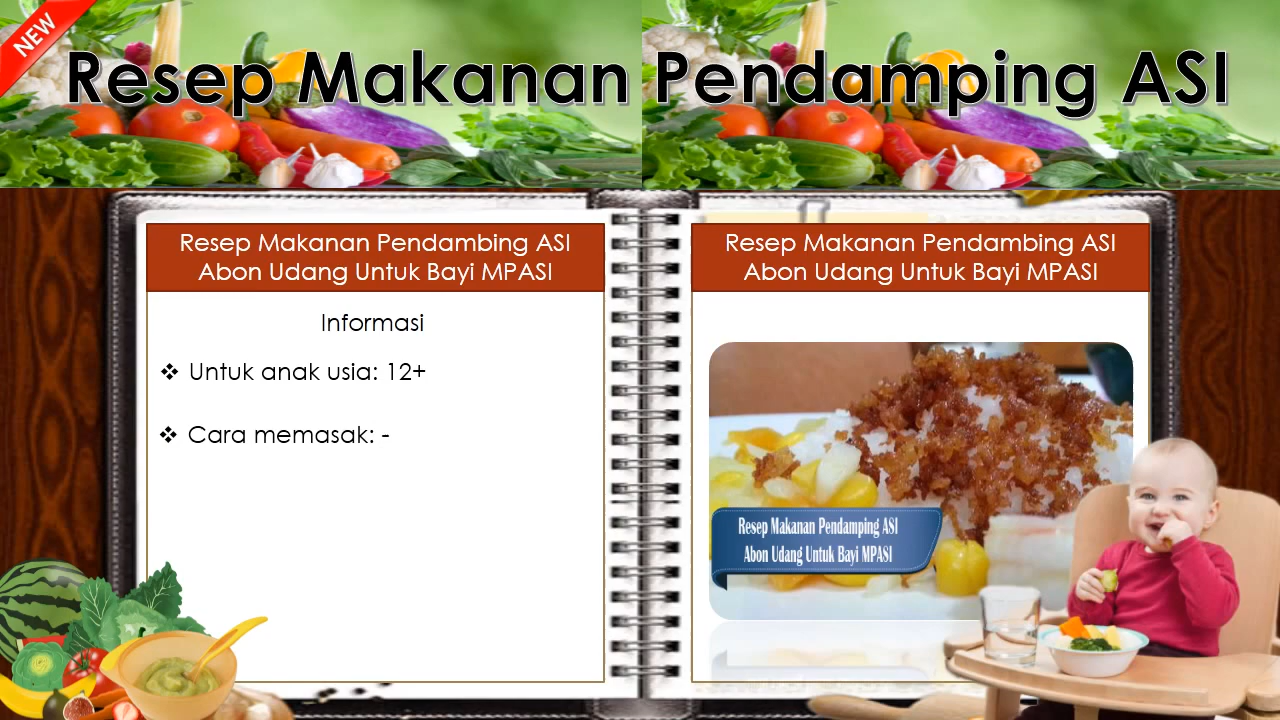 NEW
Resep Makanan Pendamping ASI
Resep Makanan Pendambing ASI
Abon Udang Untuk Bayi MPASI
Informasi
❖ Untuk anak usia: 12+
❖ Cara memasak: -
Resep Makanan Pendambing ASI
Abon Udang Untuk Bayi MPASI
Resep Makanan Pendamping ASI
Abon Udang Untuk Bayi MPASI